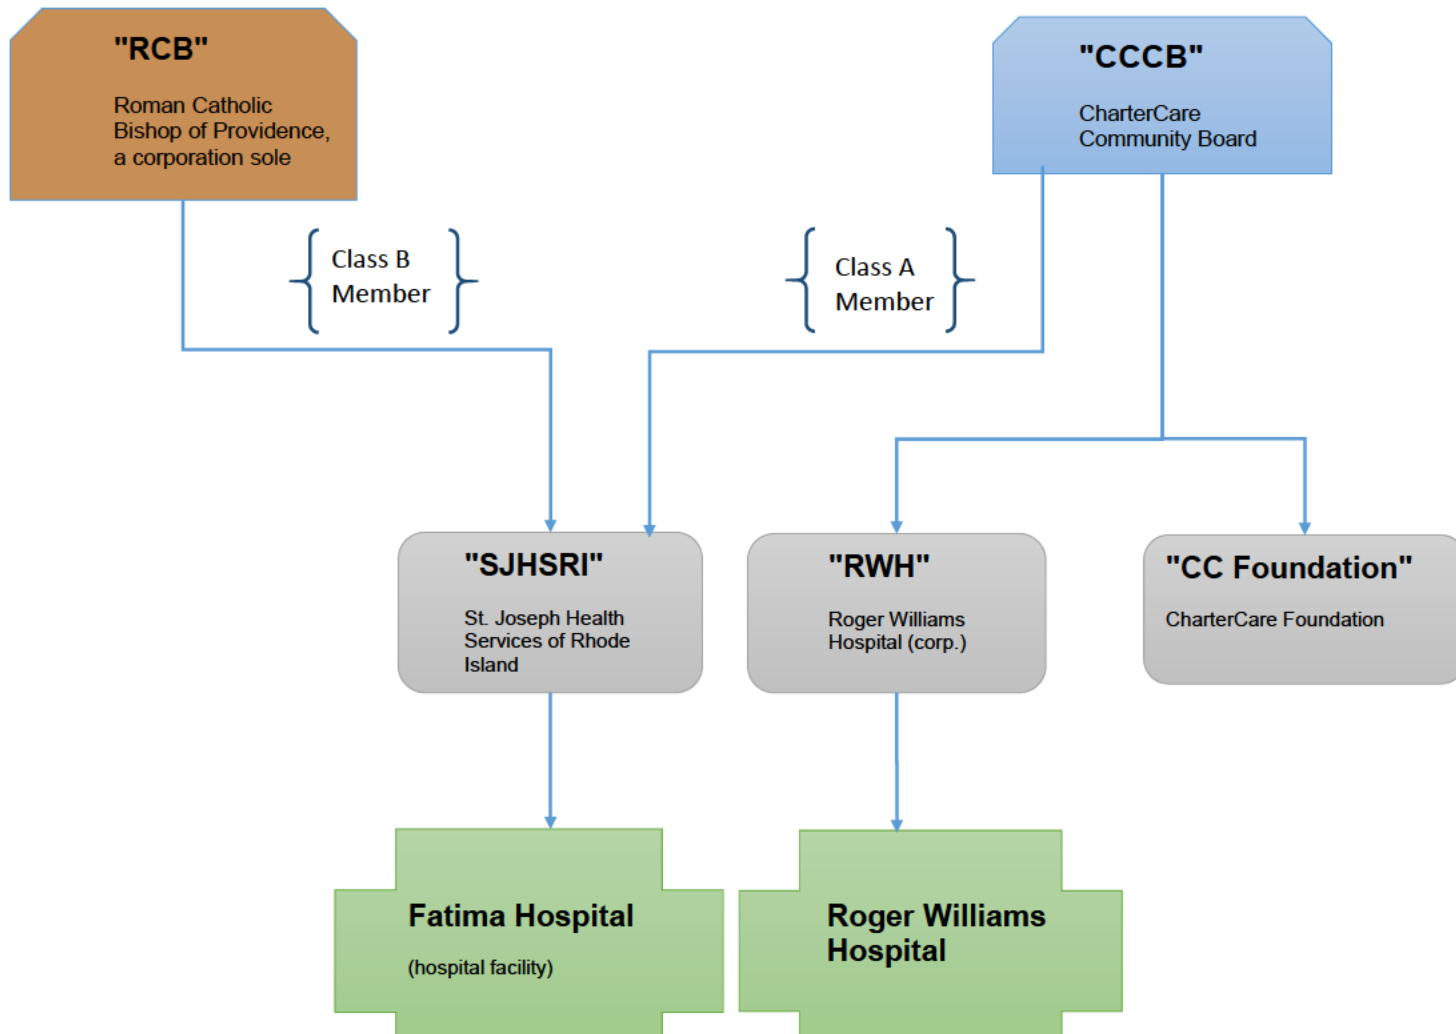 "RCB"
Roman Catholic
Bishop of Providence,
a corporation sole
"CCCB"
CharterCare
Community Board
Class B
Member
Class A
Member
"SJHSRI"
St. Joseph Health
Services of Rhode
Island
"RWH"
Roger Williams
Hospital (corp.)
"CC Foundation"
CharterCare Foundation
Fatima Hospital
(hospital facility)
Roger Williams
Hospital